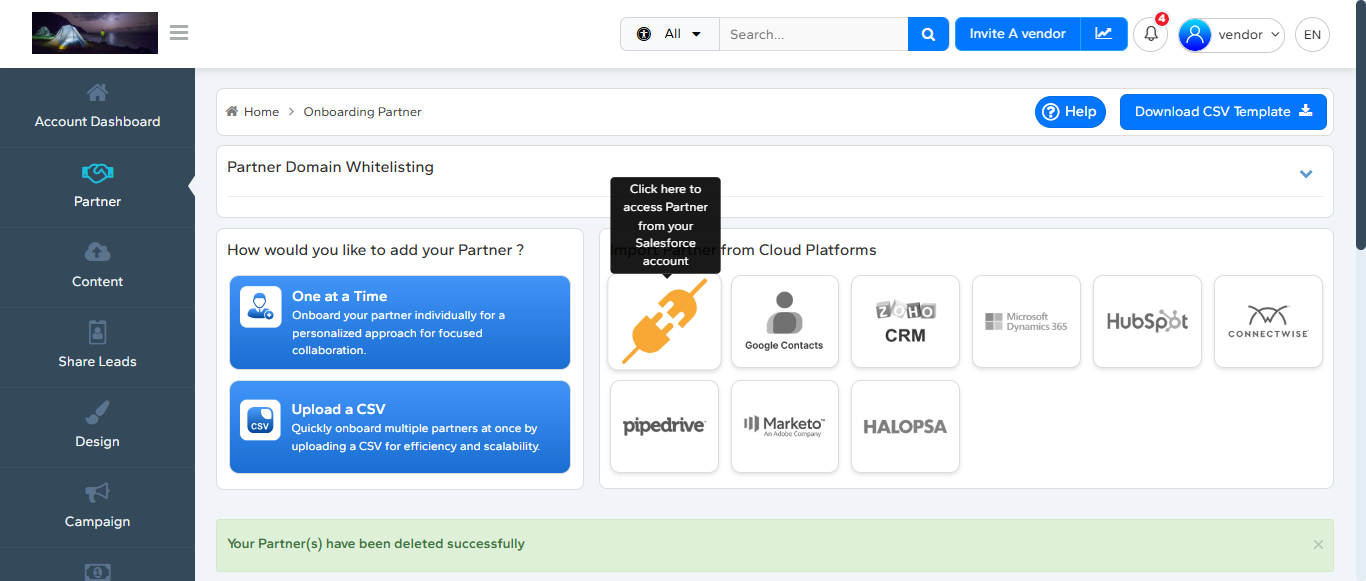 All
Search...
Invite A vendor
4
vendor
EN
Account Dashboard
Partner
Content
Share Leads
Design
Campaign
Home
Onboarding Partner
Help
Download CSV Template
Partner Domain Whitelisting
Click here to
access Partner
from your
Salesforce
account
How would you like to add your Partner ?
Import Partner from Cloud Platforms
One at a Time
Onboard your partner individually for a
personalized approach for focused
collaboration.
CSV
Upload a CSV
Quickly onboard multiple partners at once by
uploading a CSV for efficiency and scalability.
Google Contacts
ZOHO
CRM
Microsoft
Dynamics 365
HubSpot
CONNECTWISE
pipedrive
Marketo™
An Adobe Company
HALOPSA
Your Partner(s) have been deleted successfully